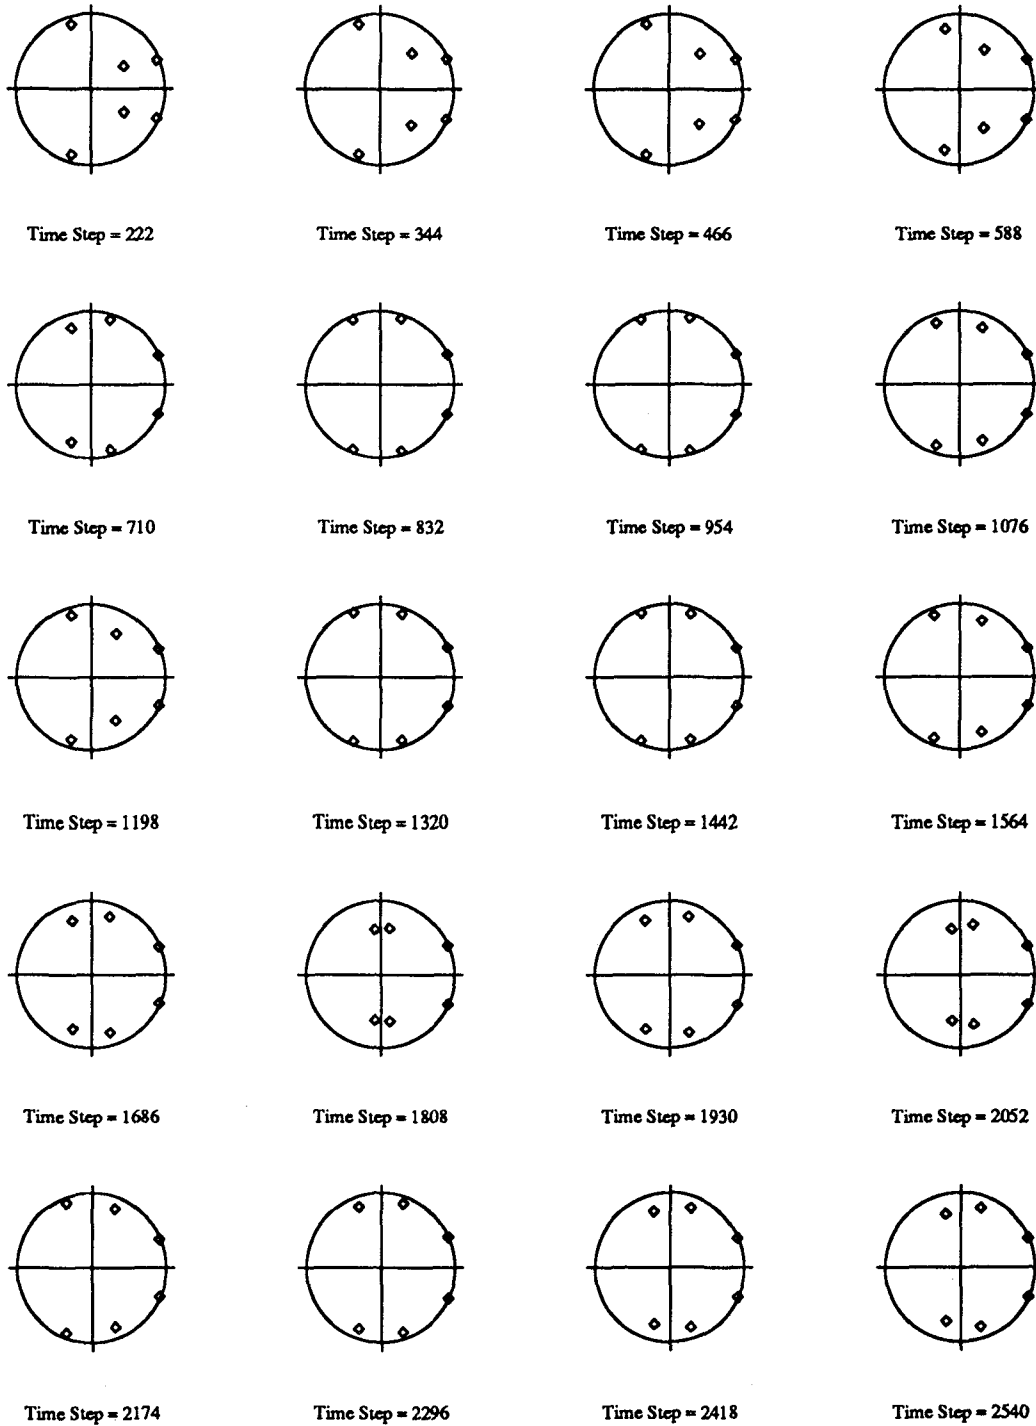 Time Step = 222
Time Step = 344
Time Step = 466
Time Step = 588
Time Step = 710
Time Step = 832
Time Step = 954
Time Step = 1076
Time Step = 1198
Time Step = 1320
Time Step = 1442
Time Step = 1564
Time Step = 1686
Time Step = 1808
Time Step = 1930
Time Step = 2052
Time Step = 2174
Time Step = 2296
Time Step = 2418
Time Step = 2540